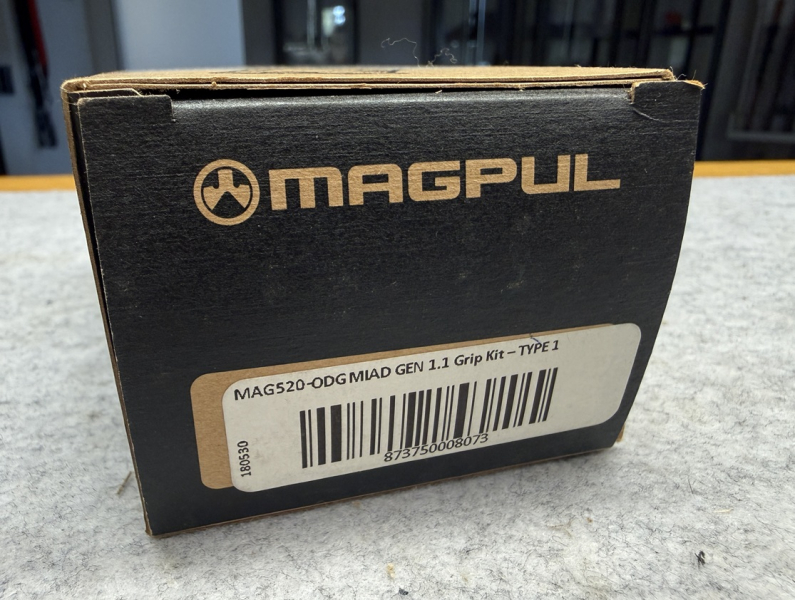 MAGPUL
MAG520-ODG MIAD GEN 1.1 Grip Kit – TYPE 1
180530
873750008073